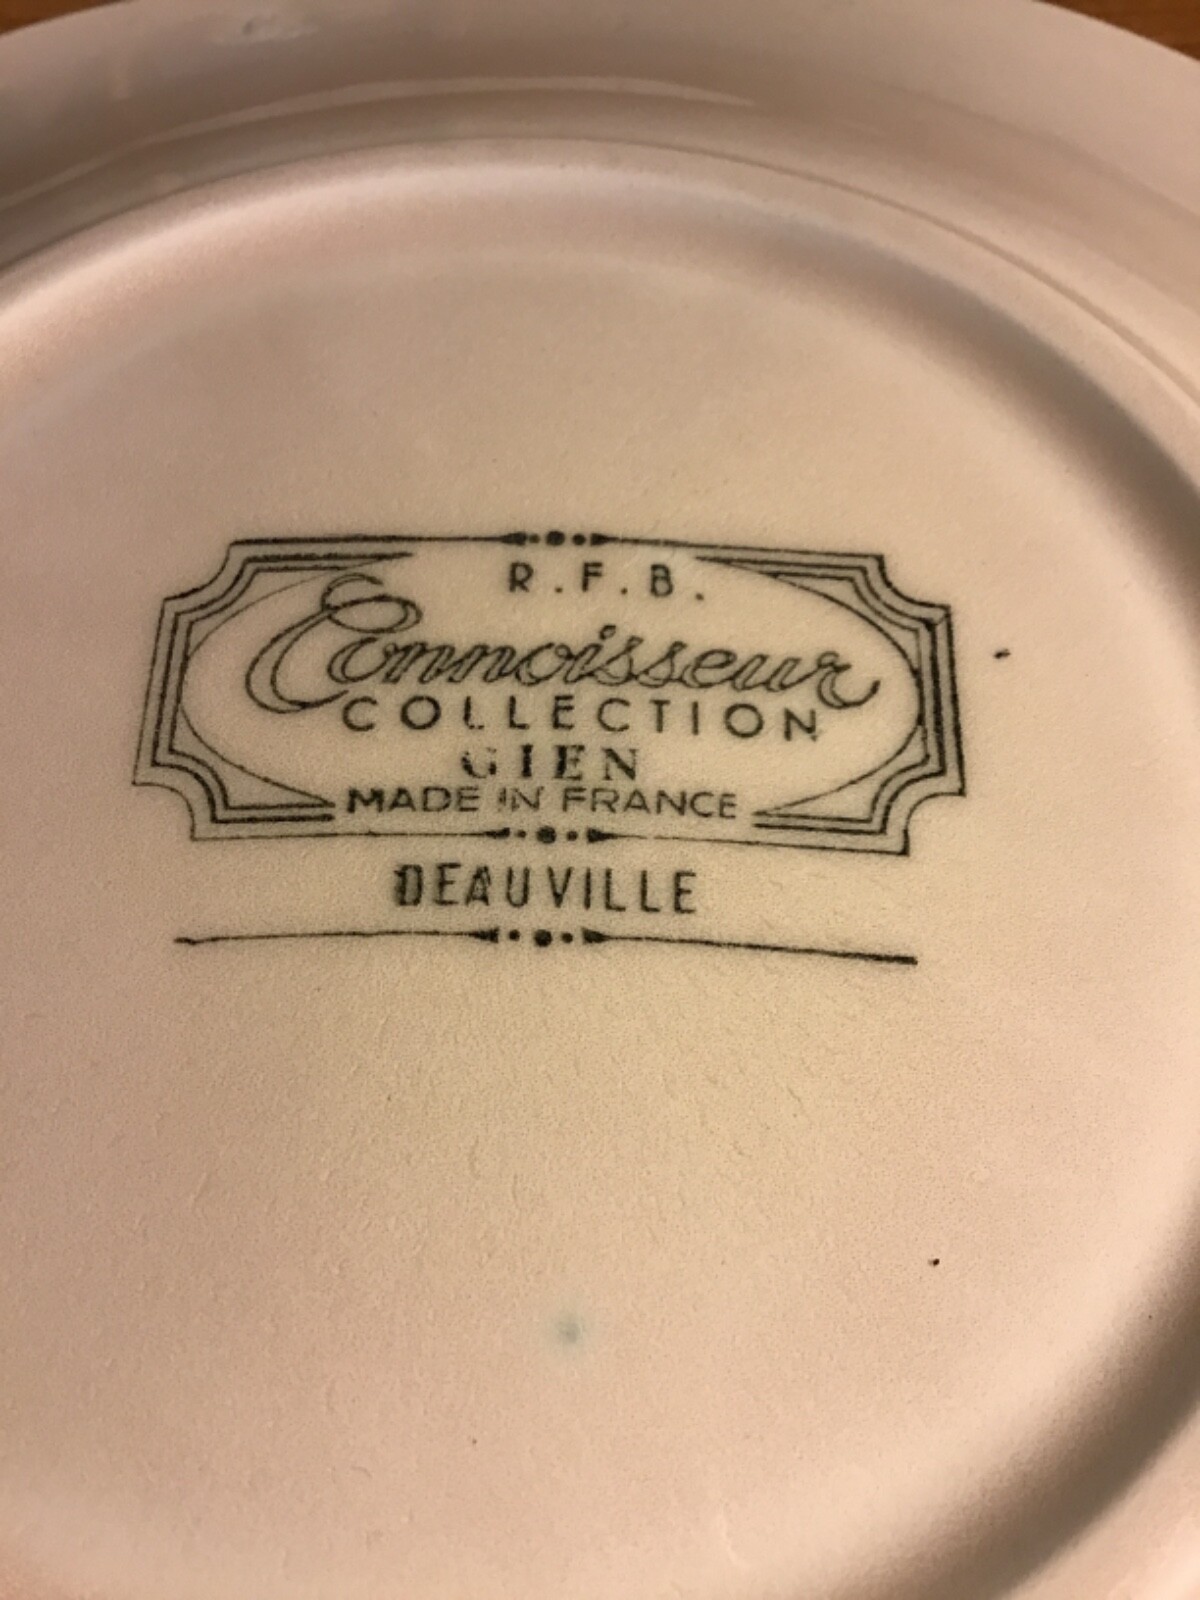 R.F.B.
Connoisseur
COLLECTION
GIEN
MADE IN FRANCE
DEAUVILLE